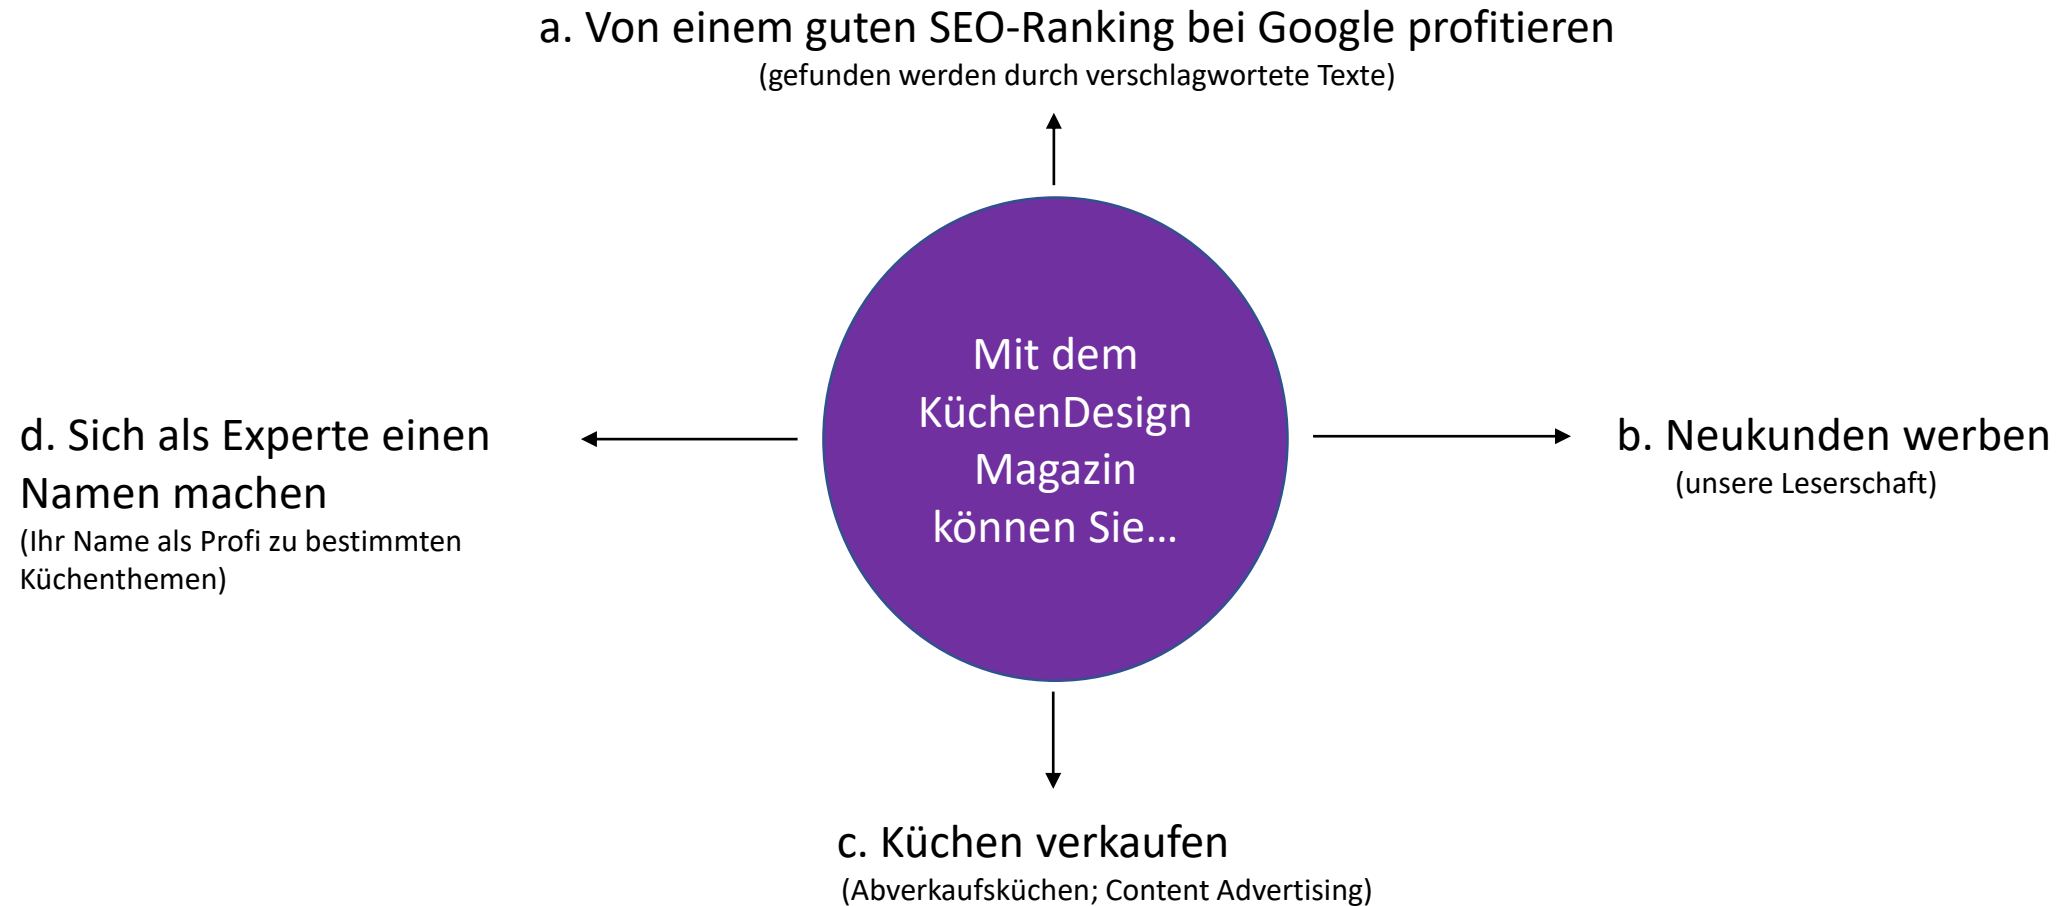 a. Von einem guten SEO-Ranking bei Google profitieren
(gefunden werden durch verschlagwortete Texte)
Mit dem
KüchenDesign
Magazin
können Sie…
d. Sich als Experte einen
Namen machen
(Ihr Name als Profi zu bestimmten
Küchenthemen)
b. Neukunden werben
(unsere Leserschaft)
c. Küchen verkaufen
(Abverkaufsküchen; Content Advertising)